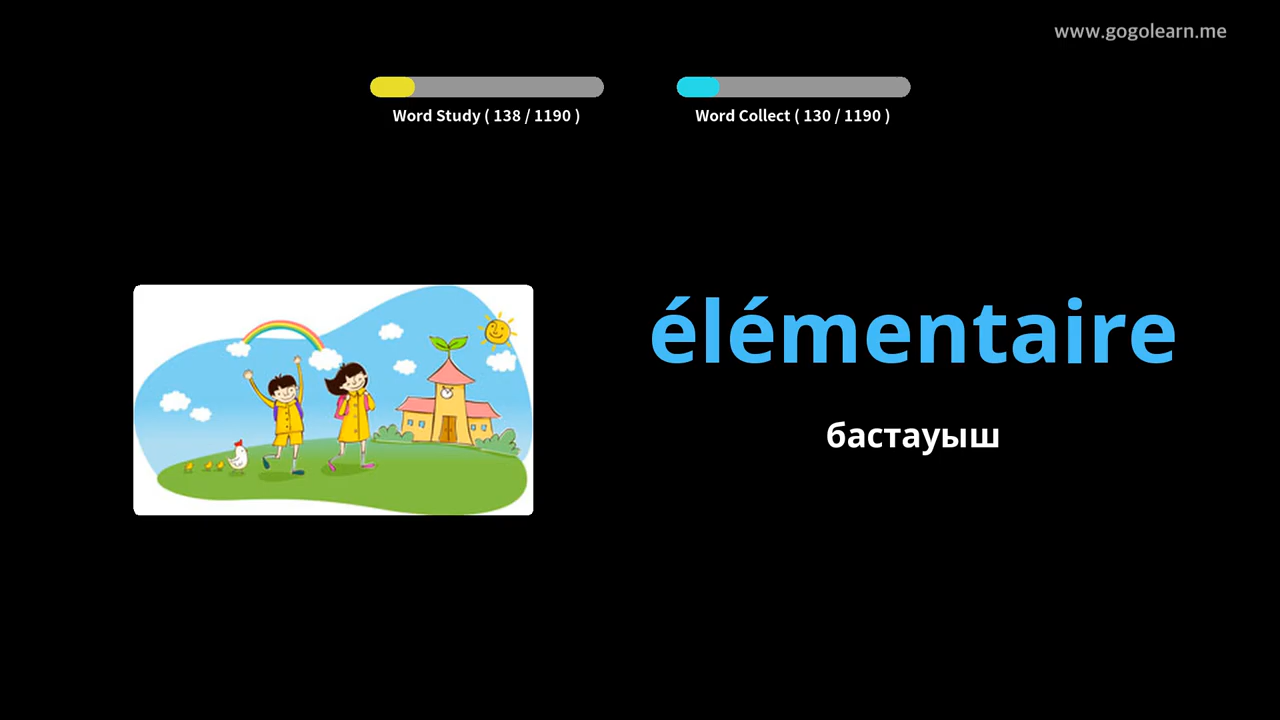 www.gogolearn.me
Word Study ( 138 / 1190 )
Word Collect ( 130 / 1190 )
élémentaire
бастауыш